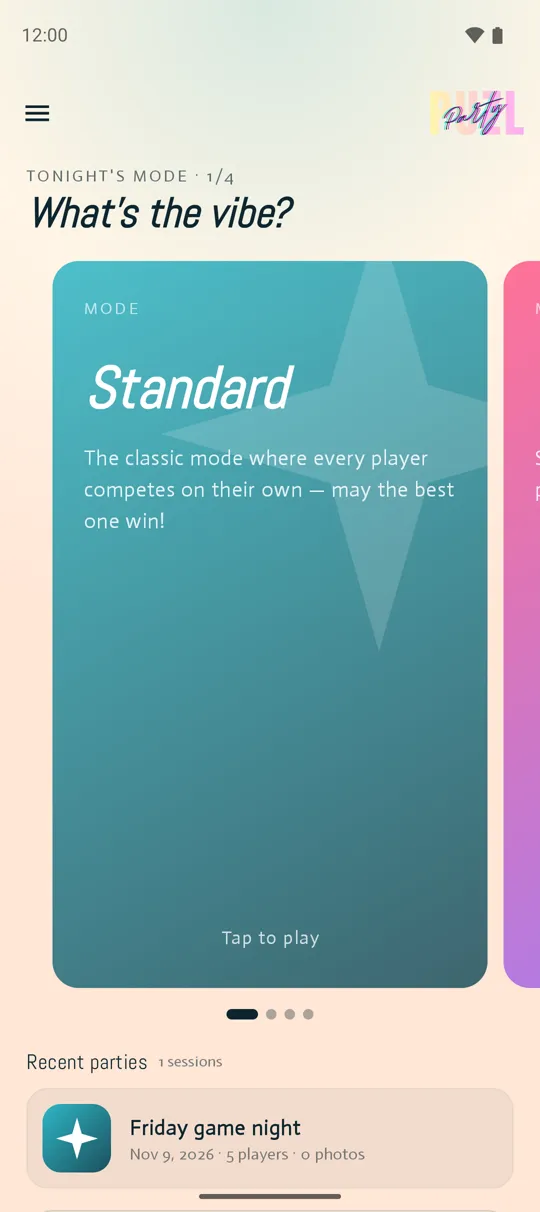 12:00
PUZL
Party
TONIGHT'S MODE · 1/4
What's the vibe?
MODE
Standard
The classic mode where every player
competes on their own — may the best
one win!
Tap to play
Recent parties 1 sessions
Friday game night
Nov 9, 2026 · 5 players · 0 photos